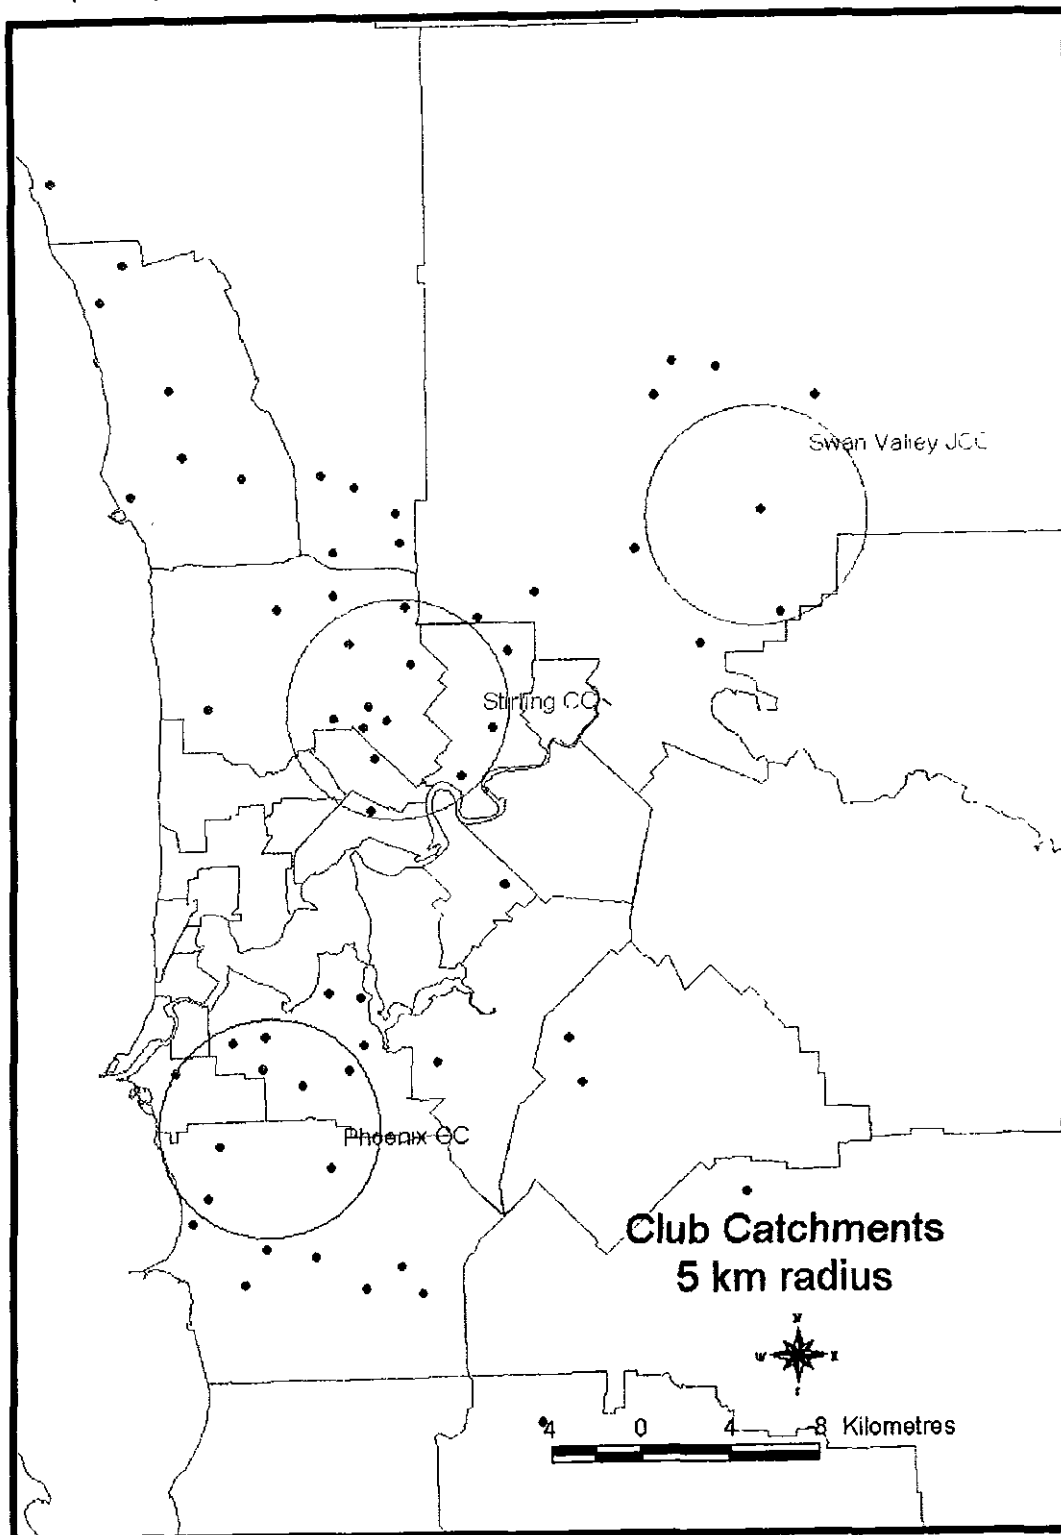 Swan Valley JCC
Stirling CC
Phoenix CC
Club Catchments
5 km radius
N
W
4 0 4 8 Kilometres